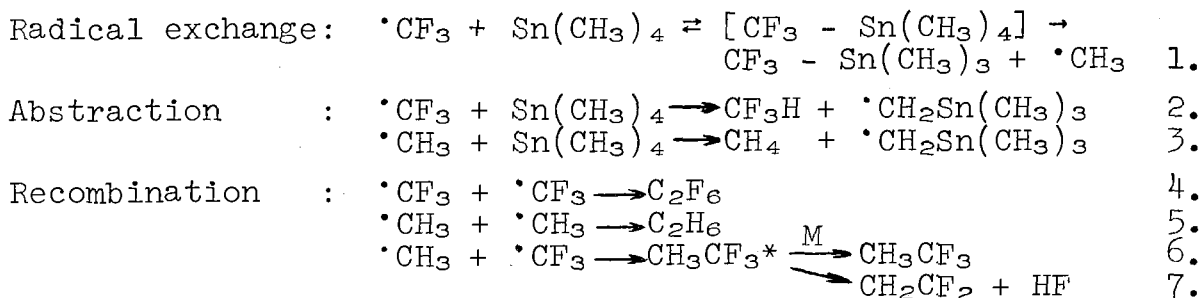 Radical exchange: •CF₃ + Sn(CH₃)₄ ⇄ [CF₃ - Sn(CH₃)₄] →
CF₃ - Sn(CH₃)₃ + •CH₃ 1.
Abstraction : •CF₃ + Sn(CH₃)₄ → CF₃H + •CH₂Sn(CH₃)₃ 2.
•CH₃ + Sn(CH₃)₄ → CH₄ + •CH₂Sn(CH₃)₃ 3.
Recombination : •CF₃ + •CF₃ → C₂F₆ 4.
•CH₃ + •CH₃ → C₂H₆ 5.
•CH₃ + •CF₃ → CH₃CF₃* M → CH₃CF₃ 6.
→ CH₂CF₂ + HF 7.